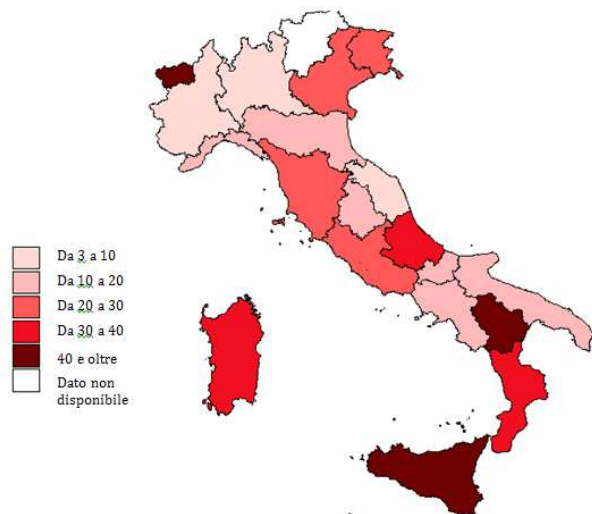 Da 3 a 10
Da 10 a 20
Da 20 a 30
Da 30 a 40
40 e oltre
Dato non
disponibile